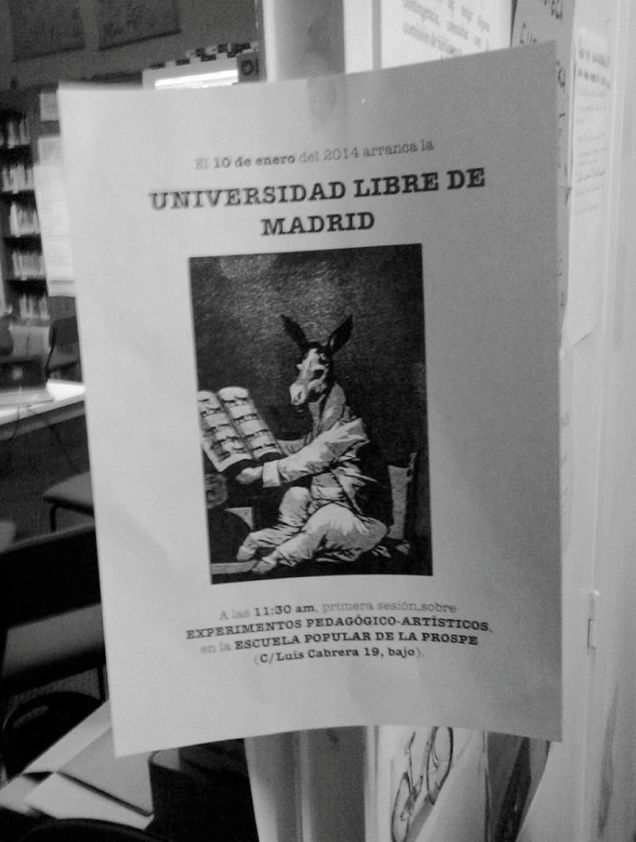 El 10 de enero del 2014 arranca la
UNIVERSIDAD LIBRE DE
MADRID
A las 11:30 am, primera sesión,sobre
EXPERIMENTOS PEDAGÓGICO-ARTÍSTICOS,
en la ESCUELA POPULAR DE LA PROSPE
(C/Luis Cabrera 19, bajo).